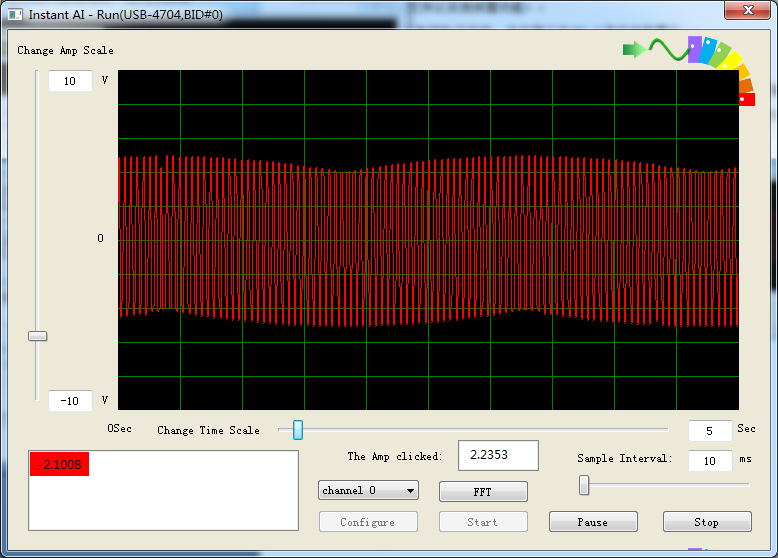 Instant AI - Run(USB-4704,BID#0)
Change Amp Scale
10 V
0
-10 V
0Sec Change Time Scale 5 Sec
-2.1008
The Amp clicked: 2.2353
Sample Interval: 10 ms
channel 0 FFT
Configure Start Pause Stop